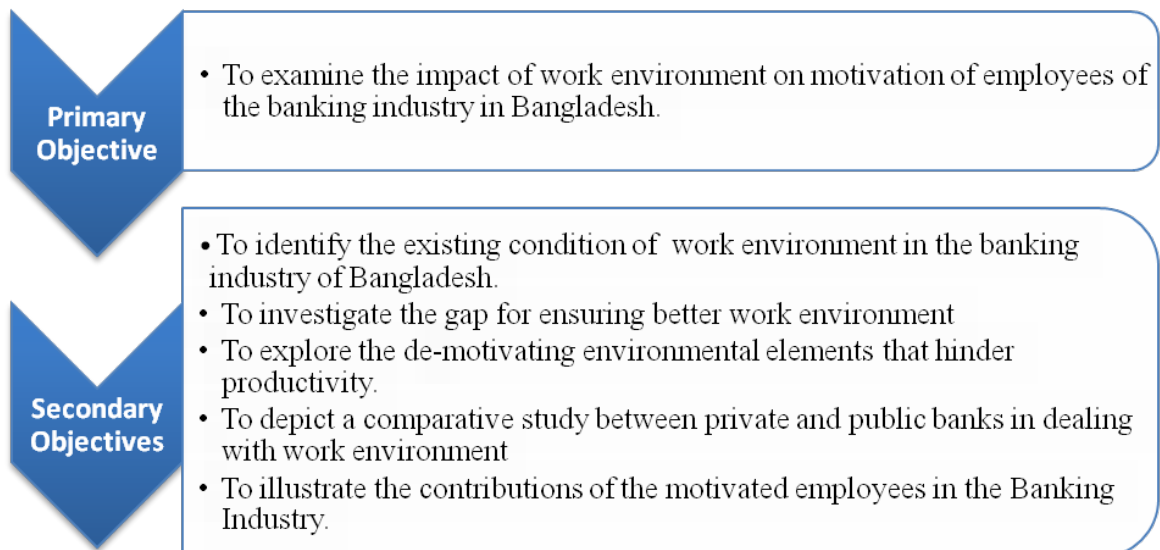 Primary
Objective
• To examine the impact of work environment on motivation of employees of
the banking industry in Bangladesh.
Secondary
Objectives
• To identify the existing condition of work environment in the banking
industry of Bangladesh.
• To investigate the gap for ensuring better work environment
• To explore the de-motivating environmental elements that hinder
productivity.
• To depict a comparative study between private and public banks in dealing
with work environment
• To illustrate the contributions of the motivated employees in the Banking
Industry.